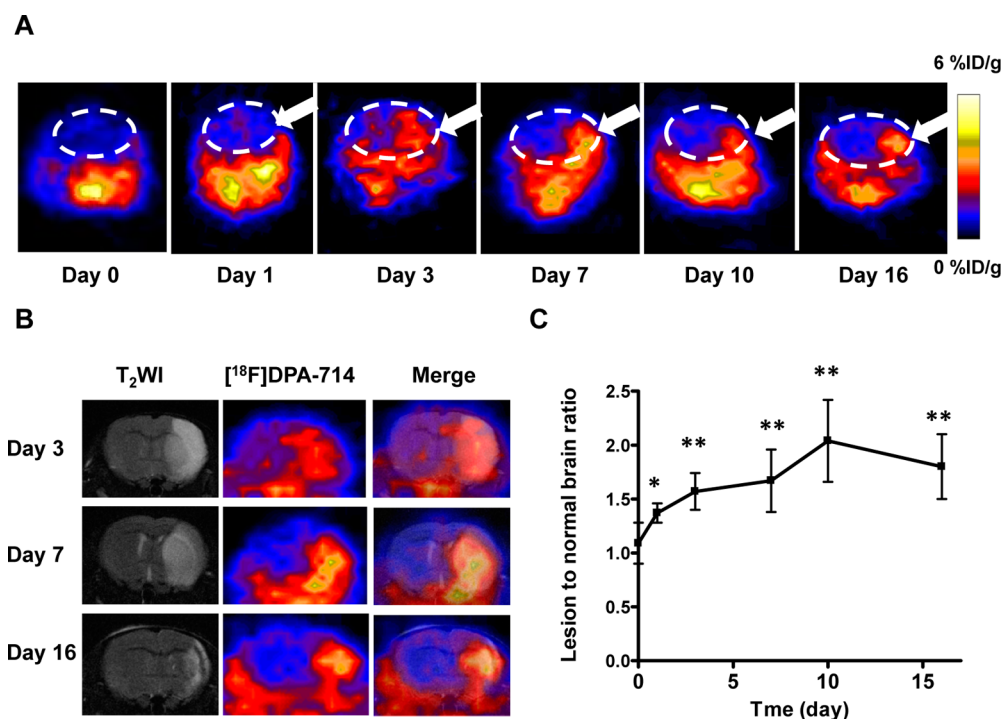 A
6 %ID/g
0 %ID/g
Day 0 Day 1 Day 3 Day 7 Day 10 Day 16
B
T₂WI [¹⁸F]DPA-714 Merge
Day 3
Day 7
Day 16
C
Lesion to normal brain ratio
2.5
2.0
1.5
1.0
0.5
0.0
* ** ** ** **
0 5 10 15
Tme (day)